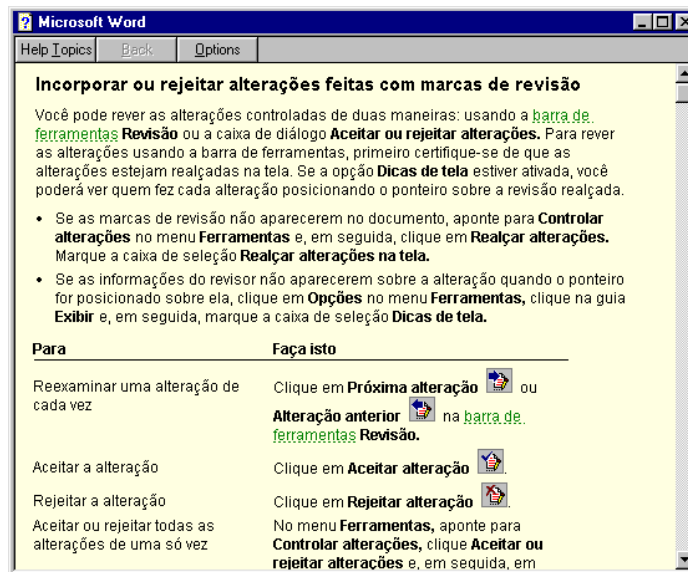 Microsoft Word
Help Topics Back Options
Incorporar ou rejeitar alterações feitas com marcas de revisão
Você pode rever as alterações controladas de duas maneiras: usando a barra de
ferramentas Revisão ou a caixa de diálogo Aceitar ou rejeitar alterações. Para rever
as alterações usando a barra de ferramentas, primeiro certifique-se de que as
alterações estejam realçadas na tela. Se a opção Dicas de tela estiver ativada, você
poderá ver quem fez cada alteração posicionando o ponteiro sobre a revisão realçada.
• Se as marcas de revisão não aparecerem no documento, aponte para Controlar
alterações no menu Ferramentas e, em seguida, clique em Realçar alterações.
Marque a caixa de seleção Realçar alterações na tela.
• Se as informações do revisor não aparecerem sobre a alteração quando o ponteiro
for posicionado sobre ela, clique em Opções no menu Ferramentas, clique na guia
Exibir e, em seguida, marque a caixa de seleção Dicas de tela.
Para Faça isto
Reexaminar uma alteração de
cada vez
Clique em Próxima alteração ou
Alteração anterior na barra de
ferramentas Revisão.
Aceitar a alteração Clique em Aceitar alteração.
Rejeitar a alteração Clique em Rejeitar alteração.
Aceitar ou rejeitar todas as
alterações de uma só vez
No menu Ferramentas, aponte para
Controlar alterações, clique Aceitar ou
rejeitar alterações e, em seguida, em